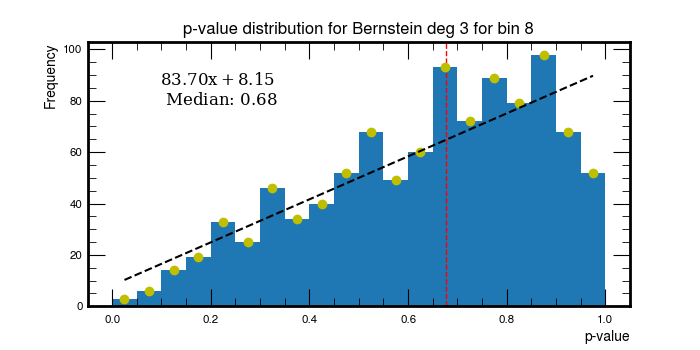 p-value distribution for Bernstein deg 3 for bin 8
Frequency
100
80
60
40
20
0
83.70x + 8.15
Median: 0.68
0.0 0.2 0.4 0.6 0.8 1.0
p-value